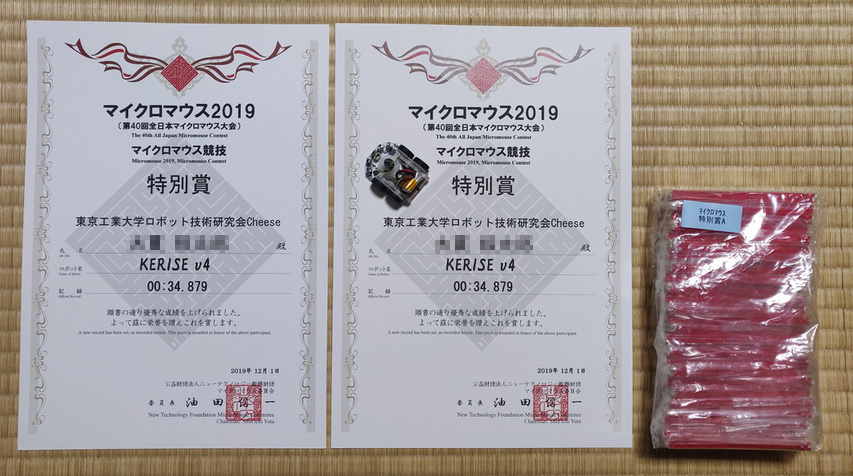 マイクロマウス2019
(第40回全日本マイクロマウス大会)
The 40th All Japan Micromouse Contest
マイクロマウス競技
Micromouse 2019, Micromouse Contest
特別賞
東京工業大学ロボット技術研究会Cheese
氏 名
殿
ロボット名
Name of Robot
KERISE v4
記 録
Official Record
00:34.879
顕書の通り優秀な成績を上げられました。
よって茲に栄誉を讃えこれを賞します。
A new record has been set, as recorded herein. This prize is awarded in honor of the above participant.
2019年 12月 1日
公益財団法人ニューテクノロジー振興財団
マイ 委員会
委員長 油田 信一
New Technology Foundation Micromouse Committee
Chairman Shin'ichi Yuta
マイクロマウス2019
(第40回全日本マイクロマウス大会)
The 40th All Japan Micromouse Contest
マイクロマウス競技
Micromouse 2019, Micromouse Contest
特別賞
東京工業大学ロボット技術研究会Cheese
氏 名
殿
ロボット名
Name of Robot
KERISE v4
記 録
Official Record
00:34.879
顕書の通り優秀な成績を上げられました。
よって茲に栄誉を讃えこれを賞します。
A new record has been set, as recorded herein. This prize is awarded in honor of the above participant.
2019年 12月 1日
公益財団法人ニューテクノロジー振興財団
マイ 委員会
委員長 油田 信一
New Technology Foundation Micromouse Committee
Chairman Shin'ichi Yuta
マイクロマウス
特別賞A